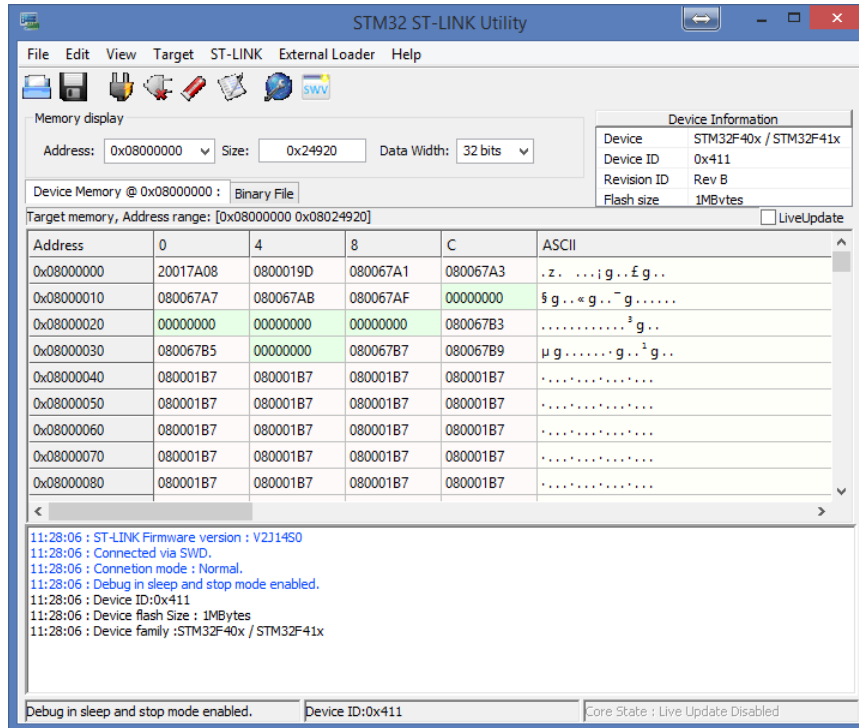 STM32 ST-LINK Utility
File Edit View Target ST-LINK External Loader Help
SWV
Memory display
Address: 0x08000000 Size: 0x24920 Data Width: 32 bits
Device Information
Device STM32F40x / STM32F41x
Device ID 0x411
Revision ID Rev B
Flash size 1MBytes
Device Memory @ 0x08000000 : Binary File
Target memory, Address range: [0x08000000 0x08024920] LiveUpdate
Address 0 4 8 C ASCII
0x08000000 20017A08 0800019D 080067A1 080067A3 .z. ...¡g..£g..
0x08000010 080067A7 080067AB 080067AF 00000000 §g..«g..¯g......
0x08000020 00000000 00000000 00000000 080067B3 ............³g..
0x08000030 080067B5 00000000 080067B7 080067B9 µg......·g..¹g..
0x08000040 080001B7 080001B7 080001B7 080001B7 ·...·...·...·...
0x08000050 080001B7 080001B7 080001B7 080001B7 ·...·...·...·...
0x08000060 080001B7 080001B7 080001B7 080001B7 ·...·...·...·...
0x08000070 080001B7 080001B7 080001B7 080001B7 ·...·...·...·...
0x08000080 080001B7 080001B7 080001B7 080001B7 ·...·...·...·...
11:28:06 : ST-LINK Firmware version : V2J14S0
11:28:06 : Connected via SWD.
11:28:06 : Connetion mode : Normal.
11:28:06 : Debug in sleep and stop mode enabled.
11:28:06 : Device ID:0x411
11:28:06 : Device flash Size : 1MBytes
11:28:06 : Device family :STM32F40x / STM32F41x
Debug in sleep and stop mode enabled. Device ID:0x411 Core State : Live Update Disabled